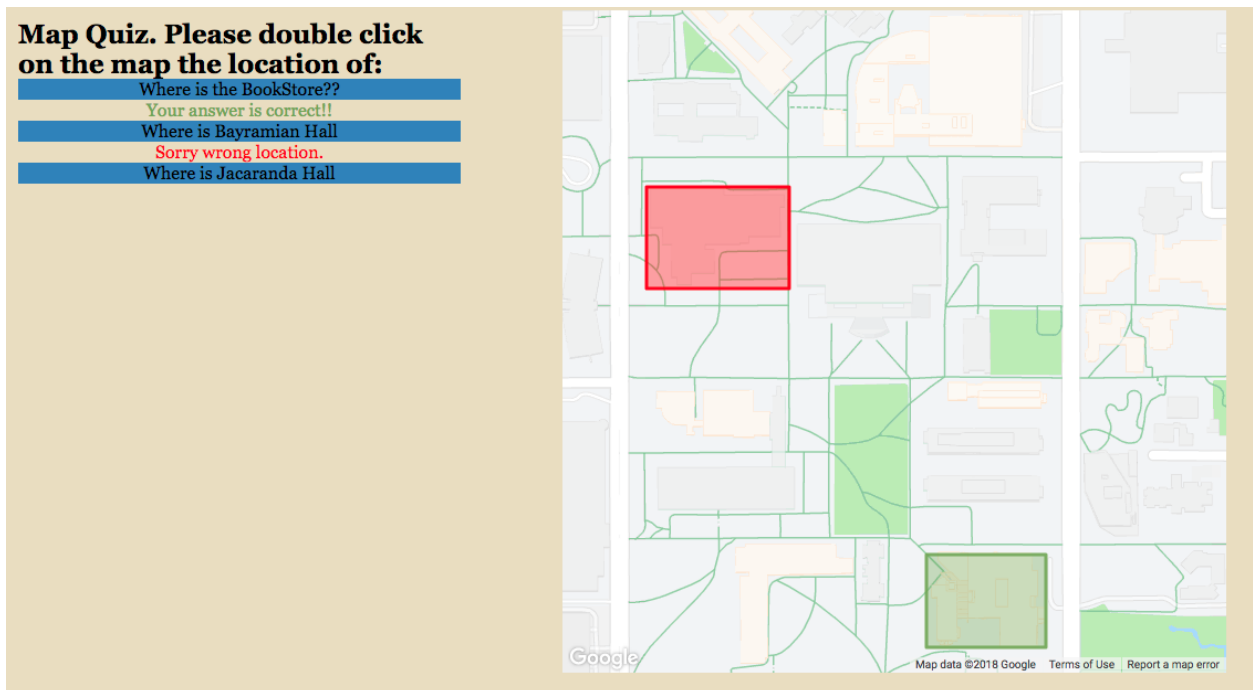 Map Quiz. Please double click
on the map the location of:
Where is the BookStore??
Your answer is correct!!
Where is Bayramian Hall
Sorry wrong location.
Where is Jacaranda Hall
Google
Map data ©2018 Google Terms of Use Report a map error